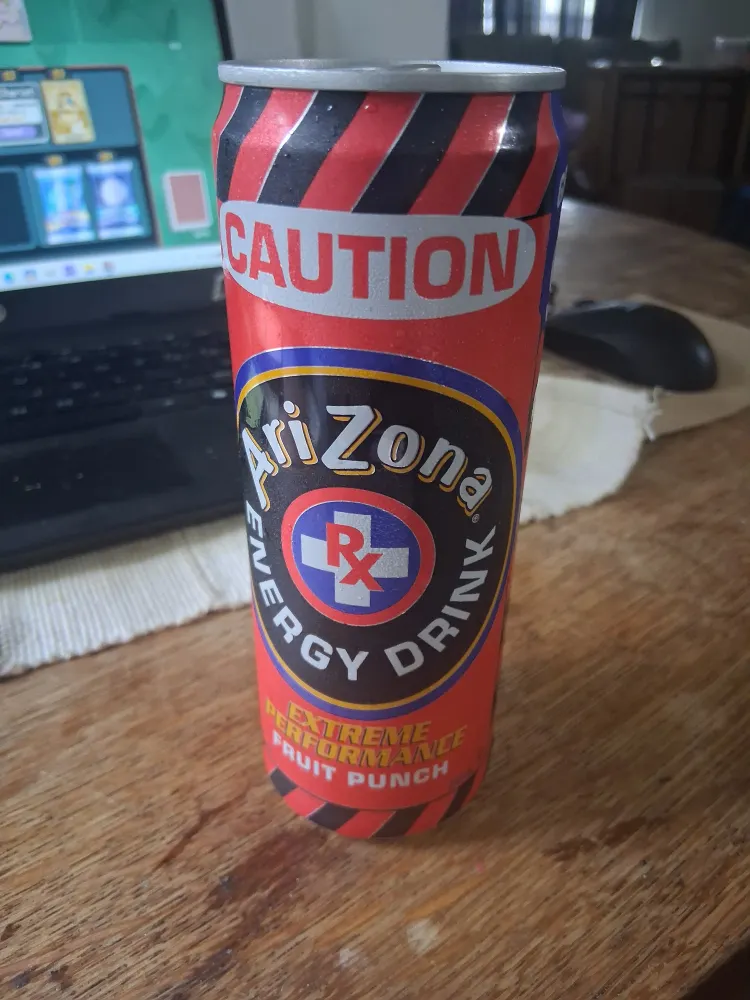 CAUTION
AriZona®
Rx
ENERGY DRINK
EXTREME
PERFORMANCE
FRUIT PUNCH